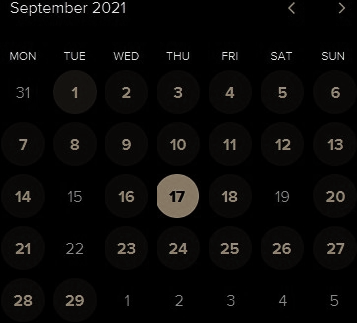 September 2021
MON TUE WED THU FRI SAT SUN
31 1 2 3 4 5 6
7 8 9 10 11 12 13
14 15 16 17 18 19 20
21 22 23 24 25 26 27
28 29 1 2 3 4 5